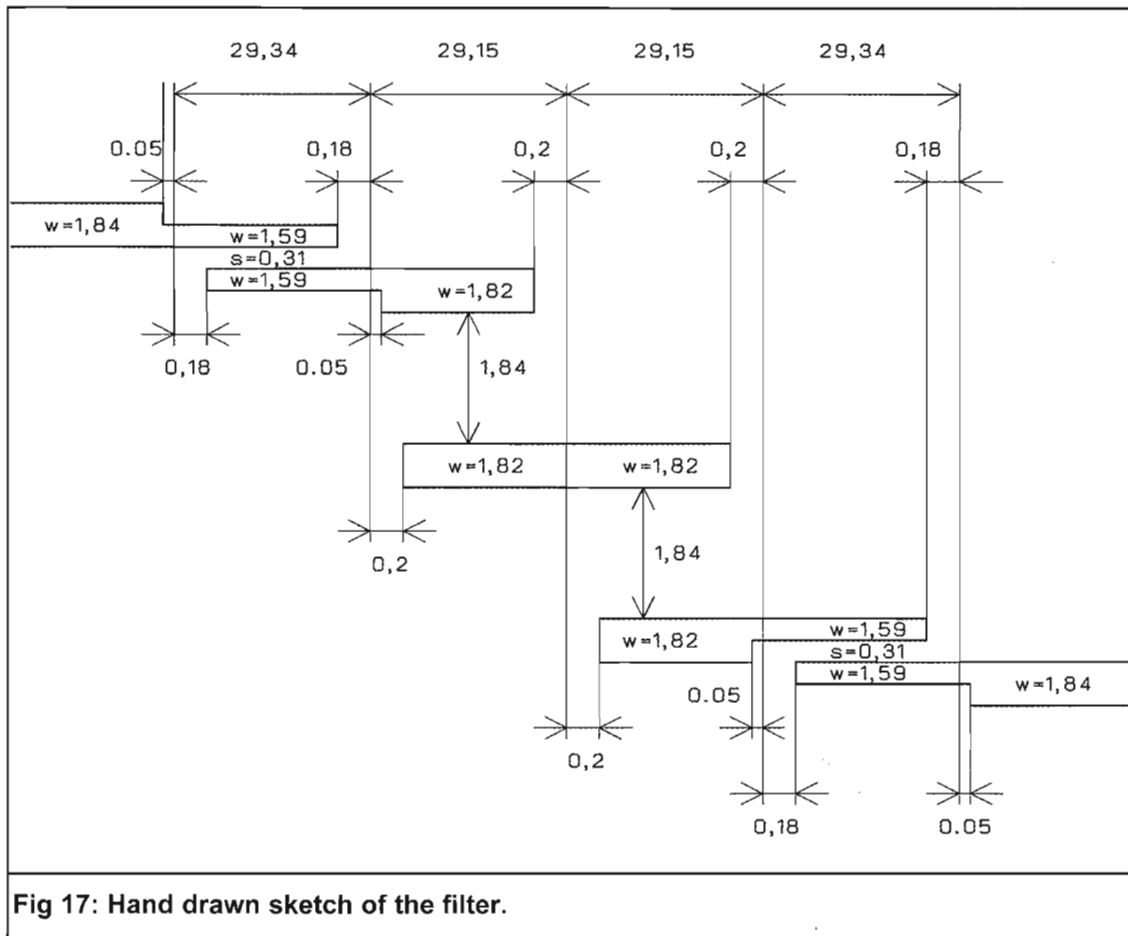 29,34 29,15 29,15 29,34
0.05 0,18 0,2 0,2 0,18
w=1,84
w=1,59
s=0,31
w=1,59
w=1,82
0,18 0.05 1,84
w=1,82 w=1,82
0,2 1,84
w=1,82 w=1,59
s=0,31
w=1,59
w=1,84
0.05
0,2
0,18 0.05
Fig 17: Hand drawn sketch of the filter.